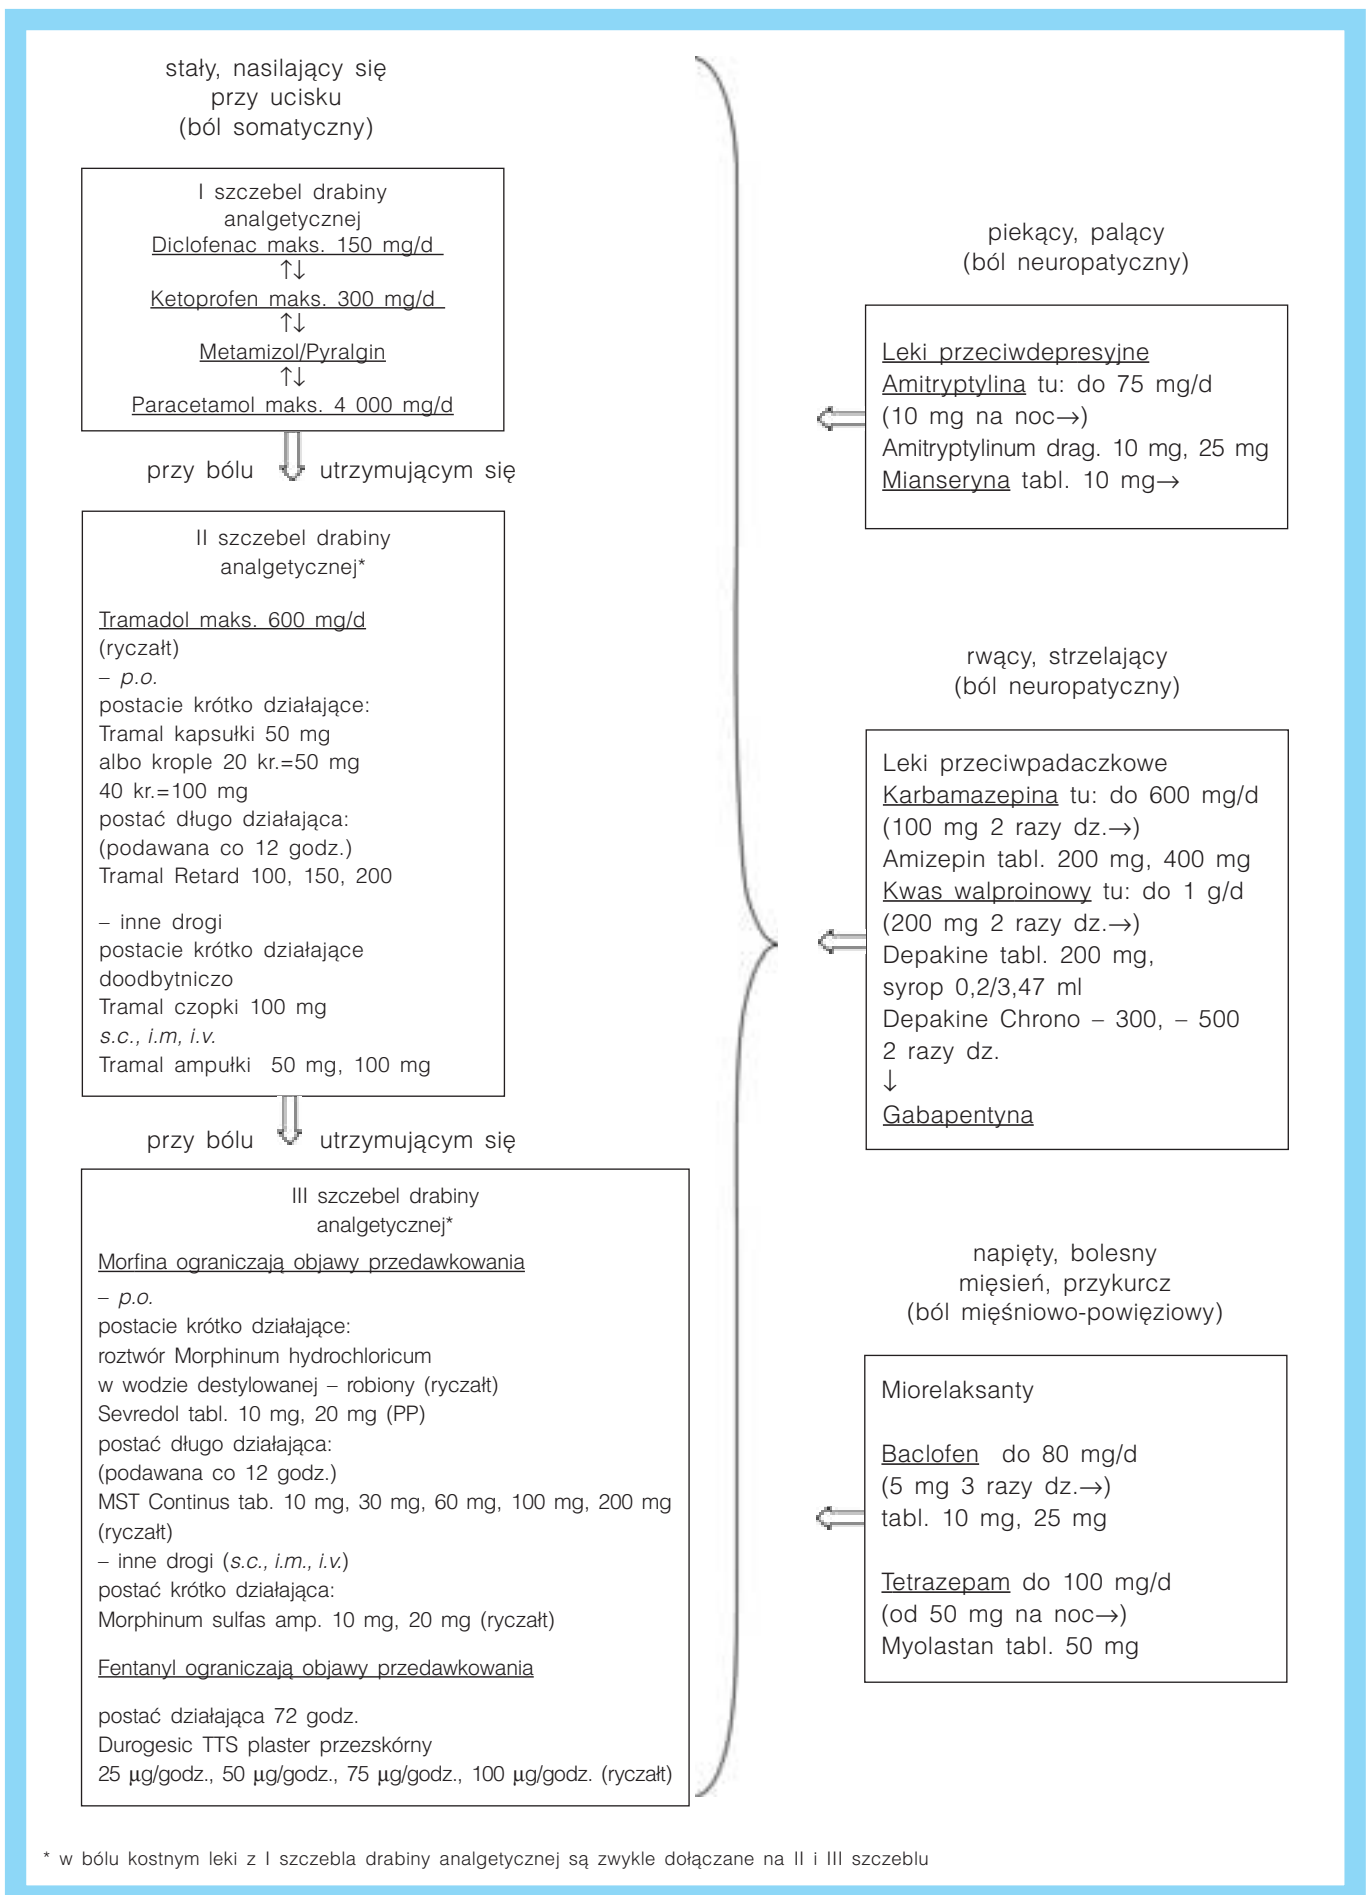 stały, nasilający się
przy ucisku
(ból somatyczny)
I szczebel drabiny
analgetycznej
Diclofenac maks. 150 mg/d
↑↓
Ketoprofen maks. 300 mg/d
↑↓
Metamizol/Pyralgin
↑↓
Paracetamol maks. 4 000 mg/d
przy bólu utrzymującym się
II szczebel drabiny
analgetycznej*
Tramadol maks. 600 mg/d
(ryczałt)
– p.o.
postacie krótko działające:
Tramal kapsułki 50 mg
albo krople 20 kr.=50 mg
40 kr.=100 mg
postać długo działająca:
(podawana co 12 godz.)
Tramal Retard 100, 150, 200
– inne drogi
postacie krótko działające
doodbytniczo
Tramal czopki 100 mg
s.c., i.m, i.v.
Tramal ampułki 50 mg, 100 mg
przy bólu utrzymującym się
III szczebel drabiny
analgetycznej*
Morfina ograniczają objawy przedawkowania
– p.o.
postacie krótko działające:
roztwór Morphinum hydrochloricum
w wodzie destylowanej – robiony (ryczałt)
Sevredol tabl. 10 mg, 20 mg (PP)
postać długo działająca:
(podawana co 12 godz.)
MST Continus tab. 10 mg, 30 mg, 60 mg, 100 mg, 200 mg
(ryczałt)
– inne drogi (s.c., i.m., i.v.)
postać krótko działająca:
Morphinum sulfas amp. 10 mg, 20 mg (ryczałt)
Fentanyl ograniczają objawy przedawkowania
postać działająca 72 godz.
Durogesic TTS plaster przezskórny
25 µg/godz., 50 µg/godz., 75 µg/godz., 100 µg/godz. (ryczałt)
piekący, palący
(ból neuropatyczny)
Leki przeciwdepresyjne
Amitryptylina tu: do 75 mg/d
(10 mg na noc→)
Amitryptylinum drag. 10 mg, 25 mg
Mianseryna tabl. 10 mg→
rwący, strzelający
(ból neuropatyczny)
Leki przeciwpadaczkowe
Karbamazepina tu: do 600 mg/d
(100 mg 2 razy dz.→)
Amizepin tabl. 200 mg, 400 mg
Kwas walproinowy tu: do 1 g/d
(200 mg 2 razy dz.→)
Depakine tabl. 200 mg,
syrop 0,2/3,47 ml
Depakine Chrono – 300, – 500
2 razy dz.
↓
Gabapentyna
napięty, bolesny
mięsień, przykurcz
(ból mięśniowo-powięziowy)
Miorelaksanty
Baclofen do 80 mg/d
(5 mg 3 razy dz.→)
tabl. 10 mg, 25 mg
Tetrazepam do 100 mg/d
(od 50 mg na noc→)
Myolastan tabl. 50 mg
* w bólu kostnym leki z I szczebla drabiny analgetycznej są zwykle dołączane na II i III szczeblu